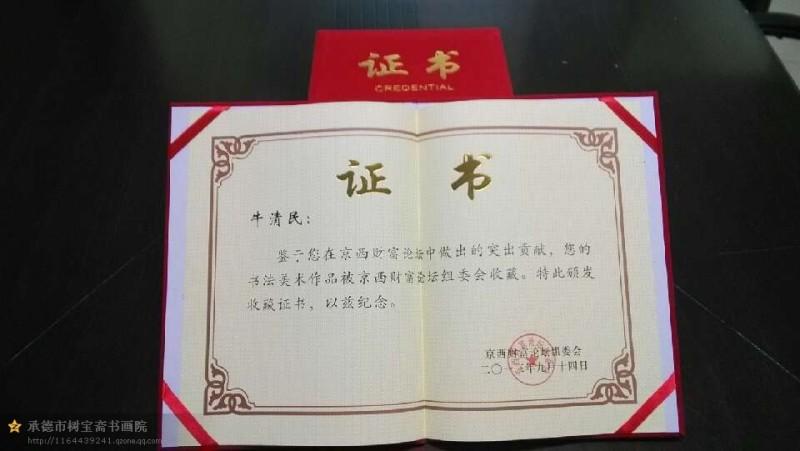 证书
CREDENTIAL
证书
牛清民：
鉴于您在京西财富论坛中做出的突出贡献，您的
书法美术作品被京西财富论坛组委会收藏。特此颁发
收藏证书，以兹纪念。
京西财富论坛组委会
年九月十四日
承德市树宝斋书画院
http://1164439241.qzone.qq.com